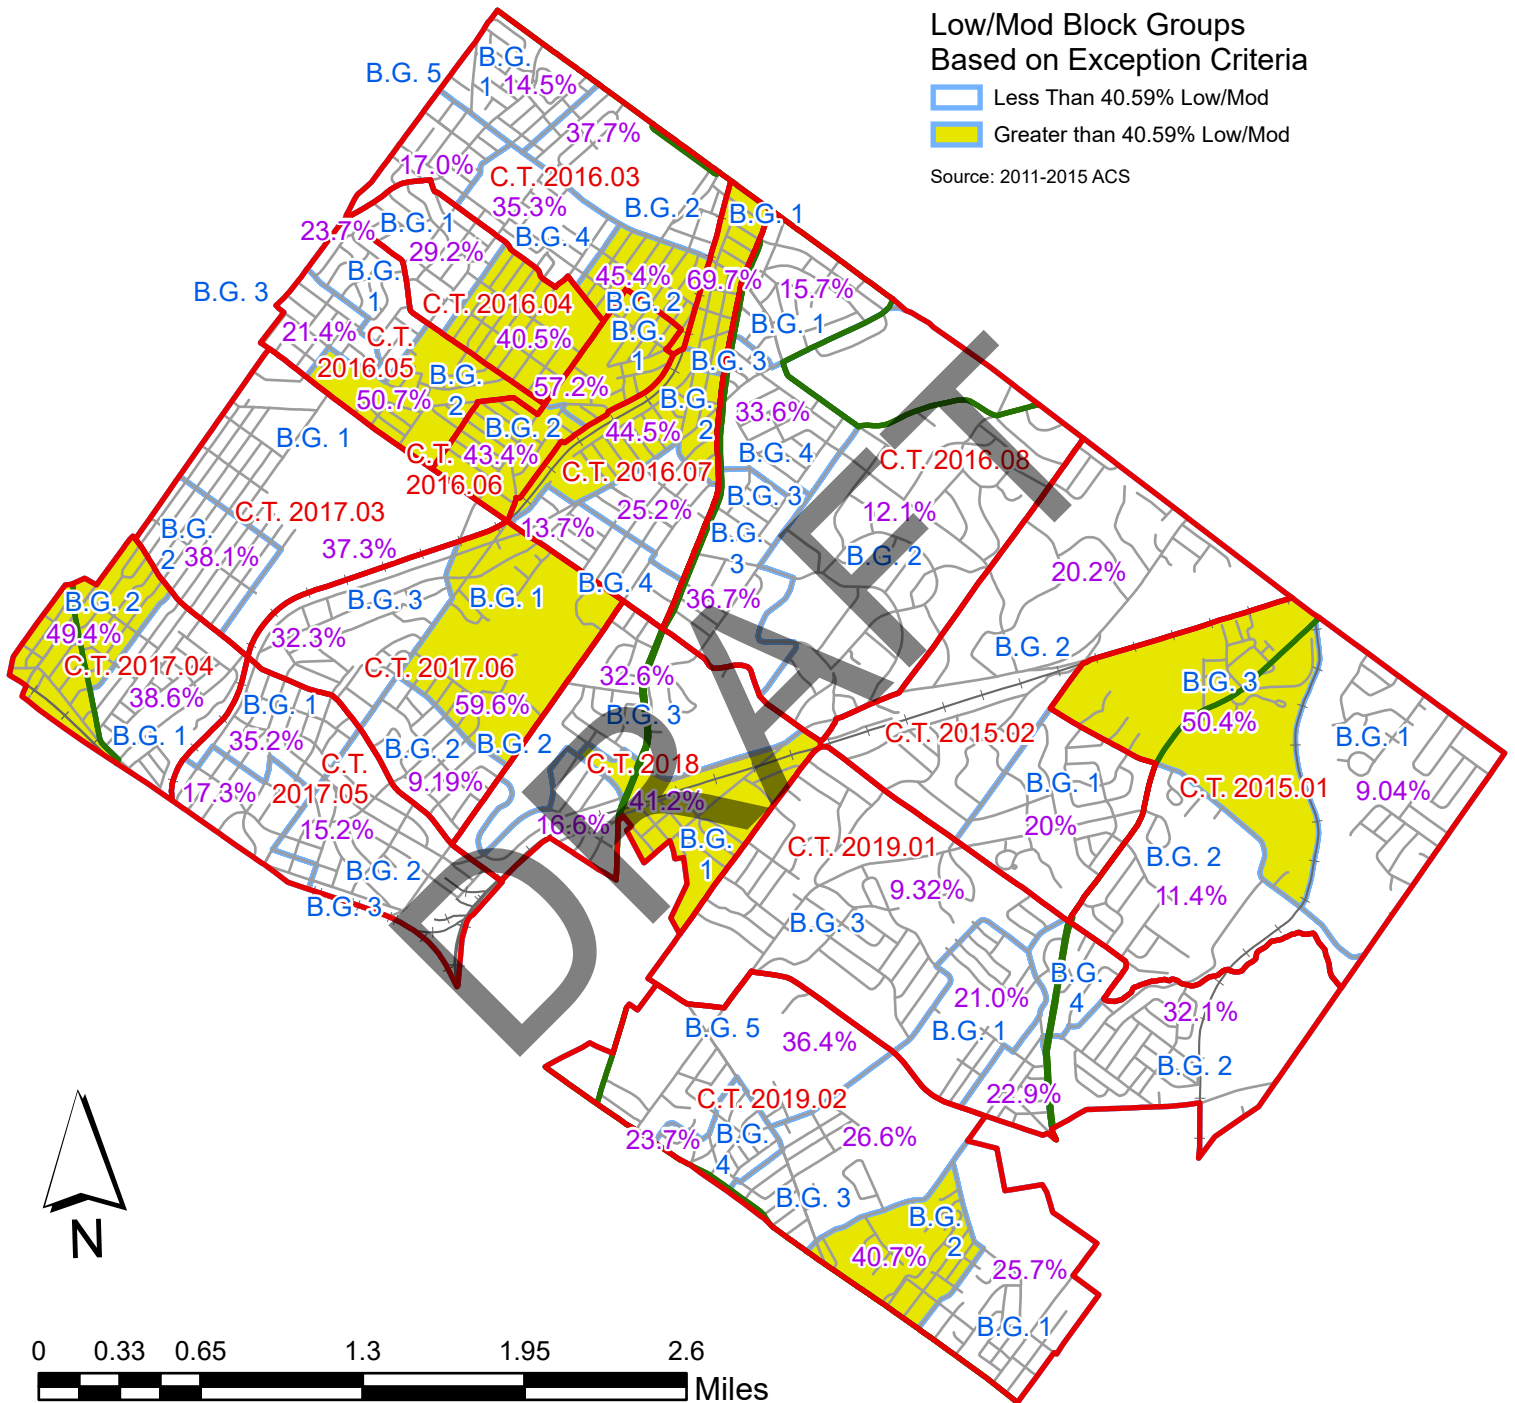 Low/Mod Block Groups
Based on Exception Criteria
Less Than 40.59% Low/Mod
Greater than 40.59% Low/Mod
Source: 2011-2015 ACS
B.G. 5
B.G.
1
14.5%
37.7%
17.0%
C.T. 2016.03
35.3%
B.G. 2
B.G. 1
B.G. 1
23.7%
B.G. 4
29.2%
B.G.
1
45.4%
69.7%
15.7%
B.G. 3
C.T. 2016.04
B.G. 2
B.G. 1
21.4%
C.T.
2016.05
40.5%
B.G.
1
B.G. 3
B.G.
2
50.7%
57.2%
B.G.
2
33.6%
B.G. 1
B.G. 2
44.5%
B.G. 4
C.T.
2016.06
43.4%
C.T. 2016.07
C.T. 2016.08
B.G. 3
C.T. 2017.03
25.2%
12.1%
B.G.
2
38.1%
37.3%
13.7%
B.G.
3
B.G. 2
20.2%
B.G. 4
B.G. 2
B.G. 3
B.G. 1
36.7%
49.4%
32.3%
B.G. 2
C.T. 2017.04
C.T. 2017.06
32.6%
B.G. 3
38.6%
B.G. 1
59.6%
B.G. 3
50.4%
B.G. 1
35.2%
B.G. 2
B.G. 2
C.T. 2015.02
B.G. 1
C.T.
2017.05
9.19%
C.T. 2018
B.G. 1
C.T. 2015.01
9.04%
17.3%
41.2%
15.2%
16.6%
20%
B.G.
1
C.T. 2019.01
B.G. 2
B.G. 2
9.32%
11.4%
B.G. 3
B.G. 3
B.G.
4
21.0%
32.1%
B.G. 5
36.4%
B.G. 1
B.G. 2
C.T. 2019.02
22.9%
23.7%
B.G.
4
26.6%
B.G. 3
B.G.
2
40.7%
25.7%
B.G. 1
DRAFT
N
0 0.33 0.65 1.3 1.95 2.6
Miles